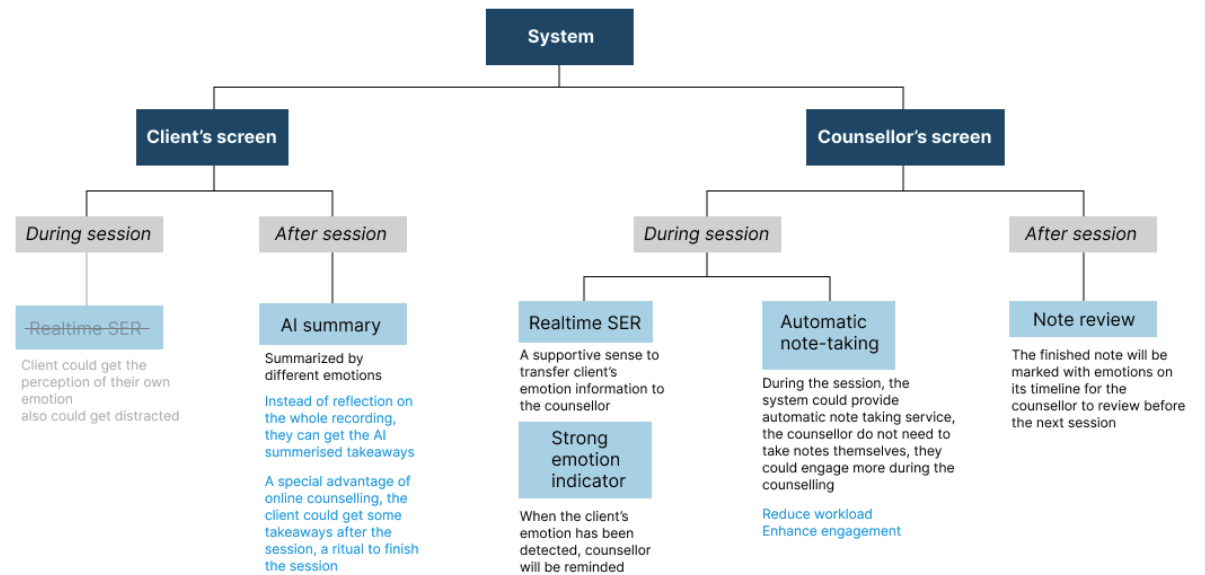 System
Client's screen
Counsellor's screen
During session
After session
During session
After session
Realtime SER
Client could get the
perception of their own
emotion
also could get distracted
AI summary
Summarized by
different emotions
Instead of reflection on
the whole recording,
they can get the AI
summerised takeaways
A special advantage of
online counselling, the
client could get some
takeaways after the
session, a ritual to finish
the session
Realtime SER
A supportive sense to
transfer client's
emotion information to
the counsellor
Strong
emotion
indicator
When the client's
emotion has been
detected, counsellor
will be reminded
Automatic
note-taking
During the session, the
system could provide
automatic note taking service,
the counsellor do not need to
take notes themselves, they
could engage more during the
counselling
Reduce workload
Enhance engagement
Note review
The finished note will be
marked with emotions on
its timeline for the
counsellor to review before
the next session